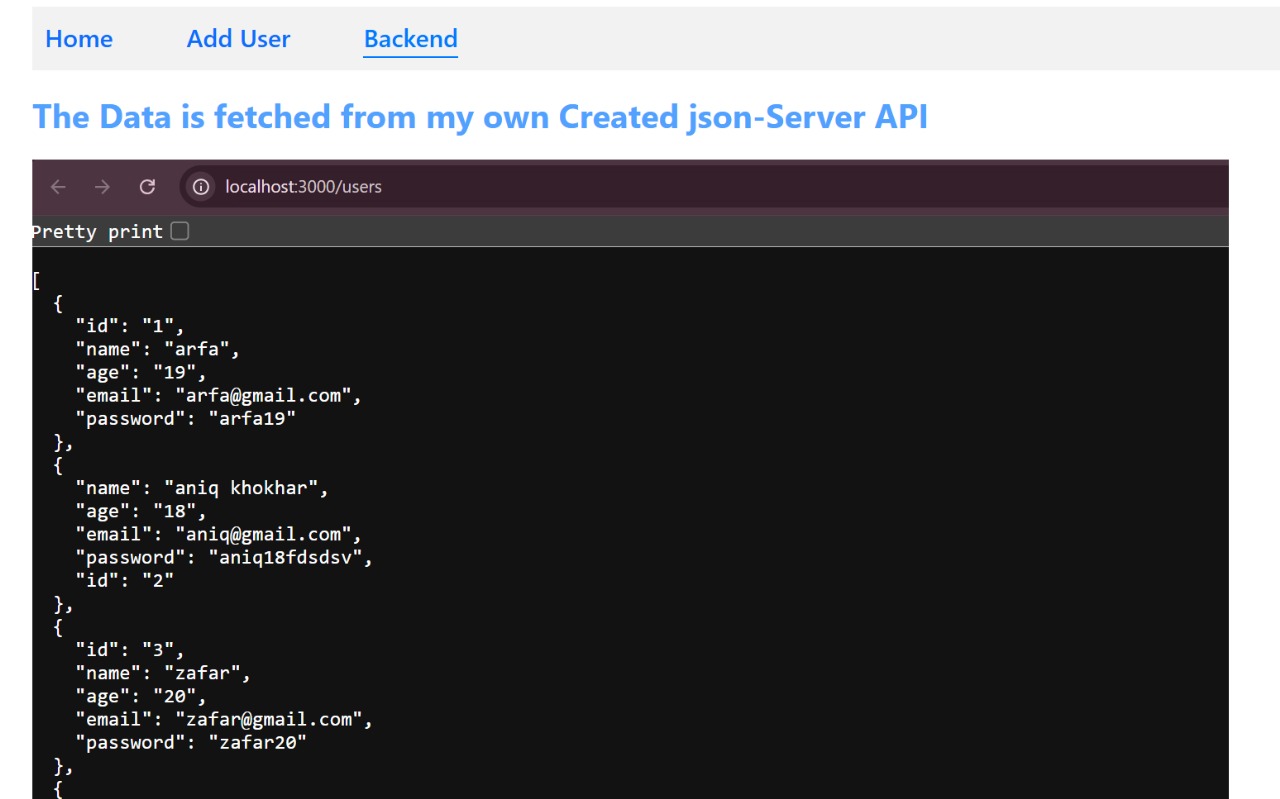 Home Add User Backend
The Data is fetched from my own Created json-Server API
localhost:3000/users
Pretty print
[
{
"id": "1",
"name": "arfa",
"age": "19",
"email": "arfa@gmail.com",
"password": "arfa19"
},
{
"name": "aniq khokhar",
"age": "18",
"email": "aniq@gmail.com",
"password": "aniq18fdsdsv",
"id": "2"
},
{
"id": "3",
"name": "zafar",
"age": "20",
"email": "zafar@gmail.com",
"password": "zafar20"
},
{